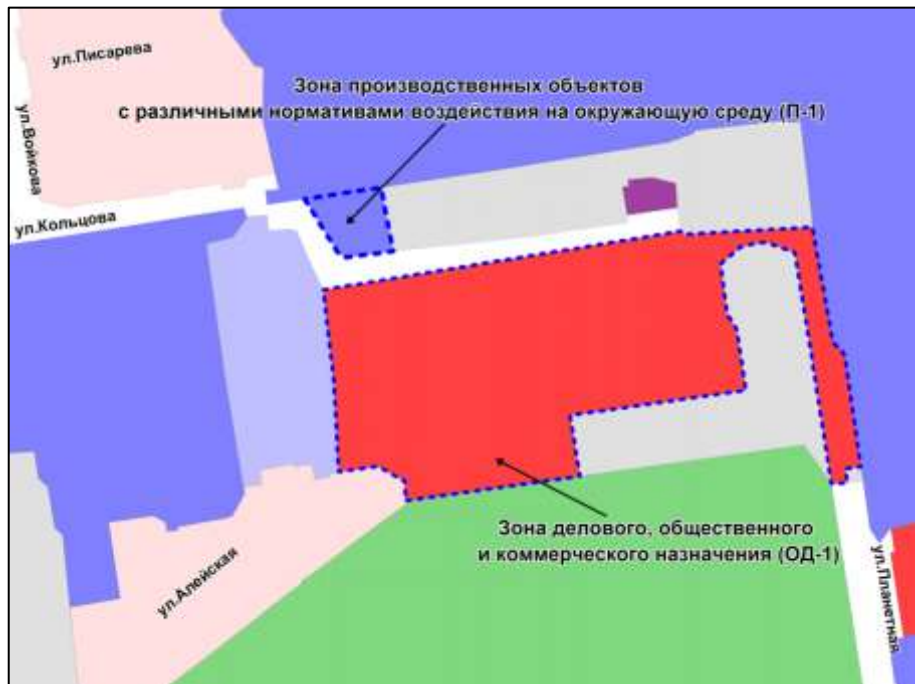 ул.Писарева
Зона производственных объектов
с различными нормативами воздействия на окружающую среду (П-1)
ул.Войкова
ул.Кольцова
Зона делового, общественного
и коммерческого назначения (ОД-1)
ул.Алейская
ул.Планетная